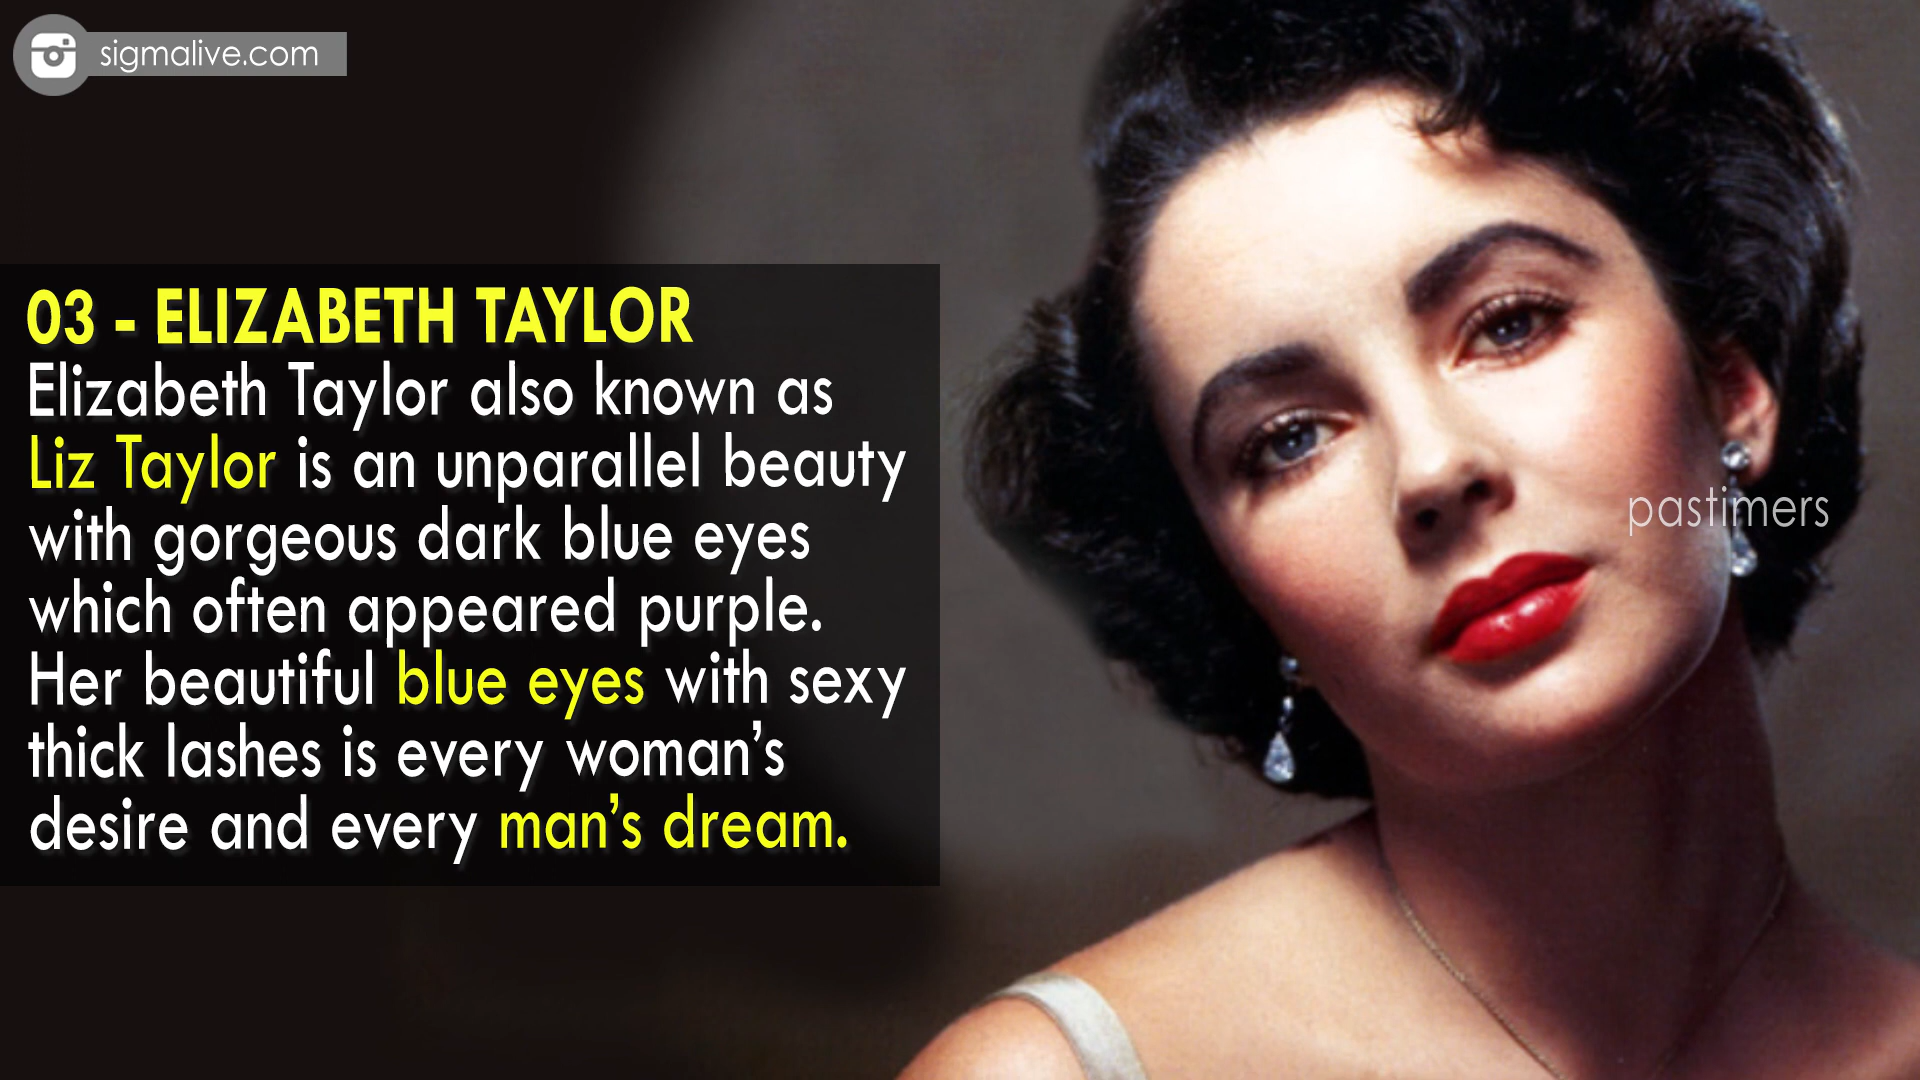 sigmalive.com
03 - ELIZABETH TAYLOR
Elizabeth Taylor also known as
Liz Taylor is an unparallel beauty
with gorgeous dark blue eyes
which often appeared purple.
Her beautiful blue eyes with sexy
thick lashes is every woman's
desire and every man's dream.
pastimers